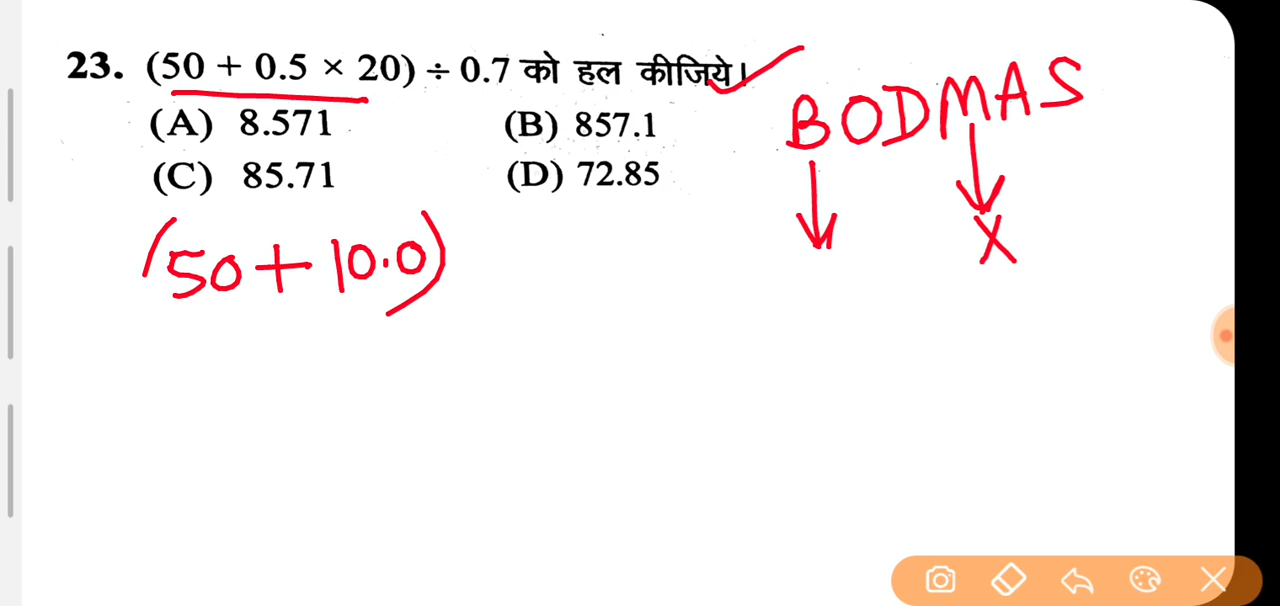 23. (50 + 0.5 × 20) ÷ 0.7 को हल कीजिये।
(A) 8.571 (B) 857.1
(C) 85.71 (D) 72.85
BODMAS
×
(50+10.0)